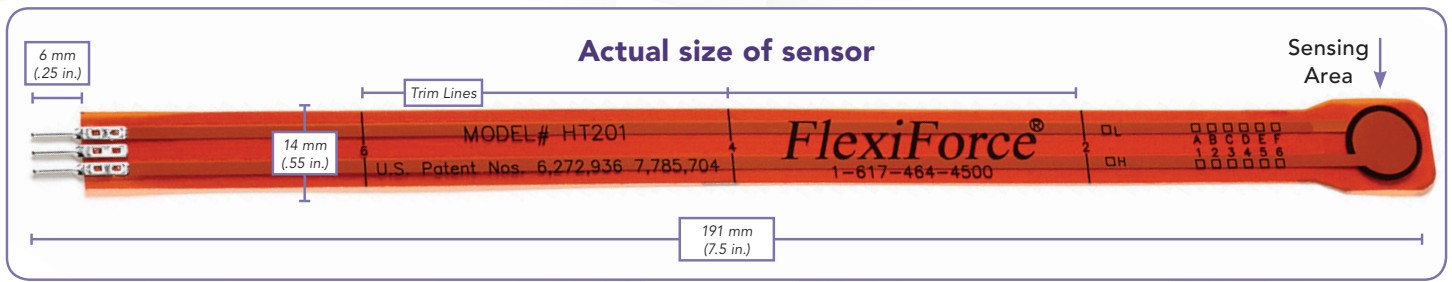 Actual size of sensor
6 mm
(.25 in.)
Sensing
Area
Trim Lines
14 mm
(.55 in.)
MODEL# HT201
U.S. Patent Nos. 6,272,936 7,785,704
6
4
FlexiForce®
1-617-464-4500
2
L
H
A B C D E F
1 2 3 4 5 6
191 mm
(7.5 in.)